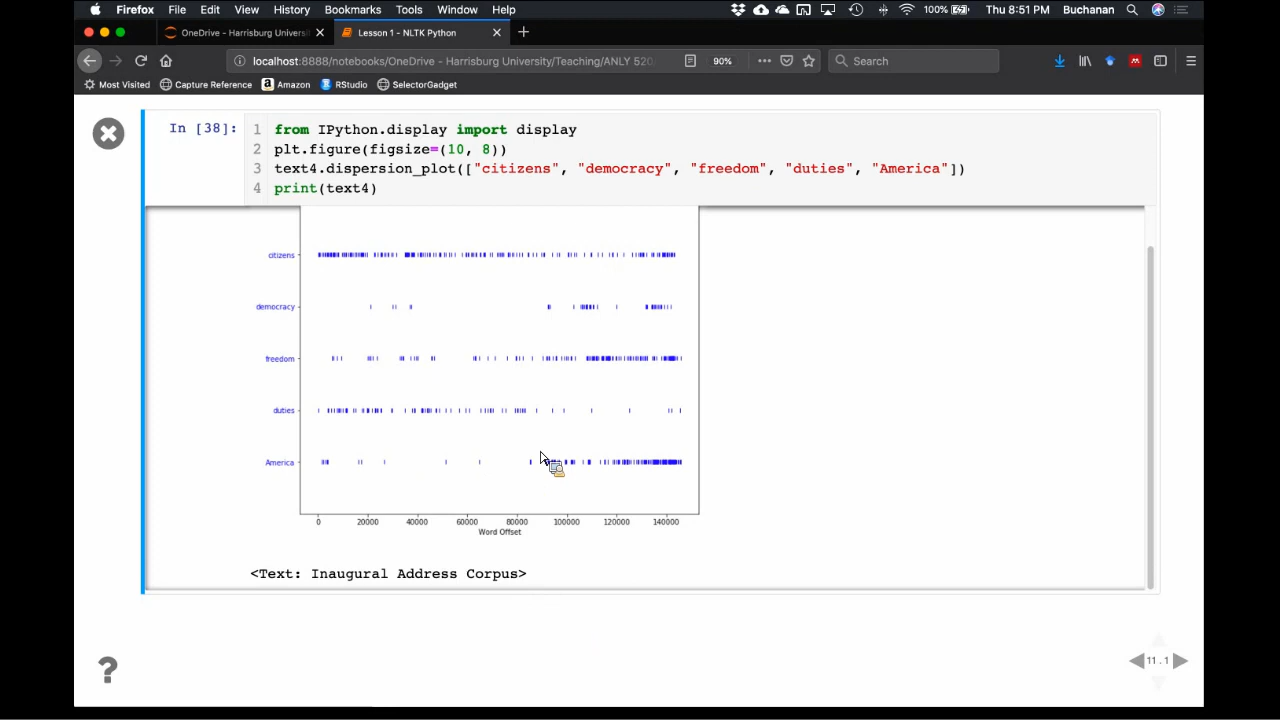 Firefox File Edit View History Bookmarks Tools Window Help 100% Thu 8:51 PM Buchanan
OneDrive - Harrisburg Universi Lesson 1 - NLTK Python
localhost:8888/notebooks/OneDrive - Harrisburg University/Teaching/ANLY 520 90% Search
Most Visited Capture Reference Amazon RStudio SelectorGadget
In [38]: 1 from IPython.display import display
2 plt.figure(figsize=(10, 8))
3 text4.dispersion_plot(["citizens", "democracy", "freedom", "duties", "America"])
4 print(text4)
citizens
democracy
freedom
duties
America
0 20000 40000 60000 80000 100000 120000 140000
Word Offset
<Text: Inaugural Address Corpus>
?
11.1